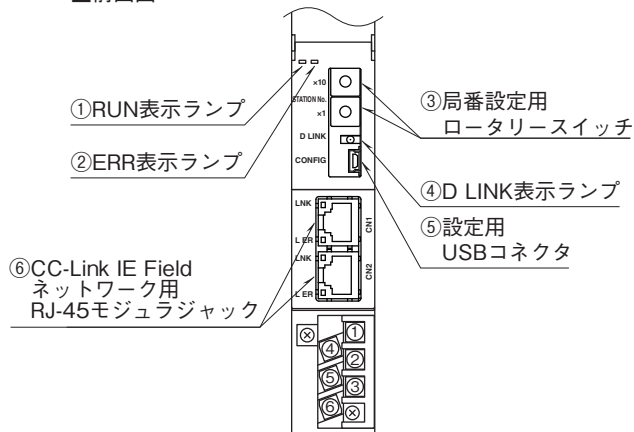 ①RUN表示ランプ
②ERR表示ランプ
×10
STATION No.
×1
D LINK
CONFIG
③局番設定用
ロータリースイッチ
④D LINK表示ランプ
⑤設定用
USBコネクタ
LNK
L ER
CN1
LNK
L ER
CN2
⑥CC-Link IE Field
ネットワーク用
RJ-45モジュラジャック
①
④
②
⑤
③
⑥